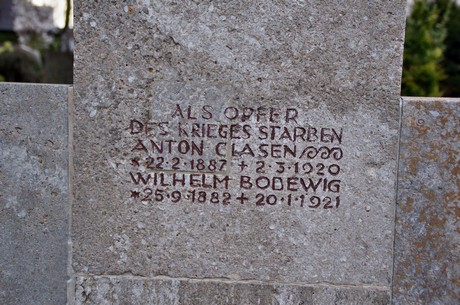 ALS OPFER
DES KRIEGES STARBEN
ANTON CLASEN
*22·2·1887 + 2·3·1920
WILHELM BODEWIG
*25·9·1882 + 20·1·1921